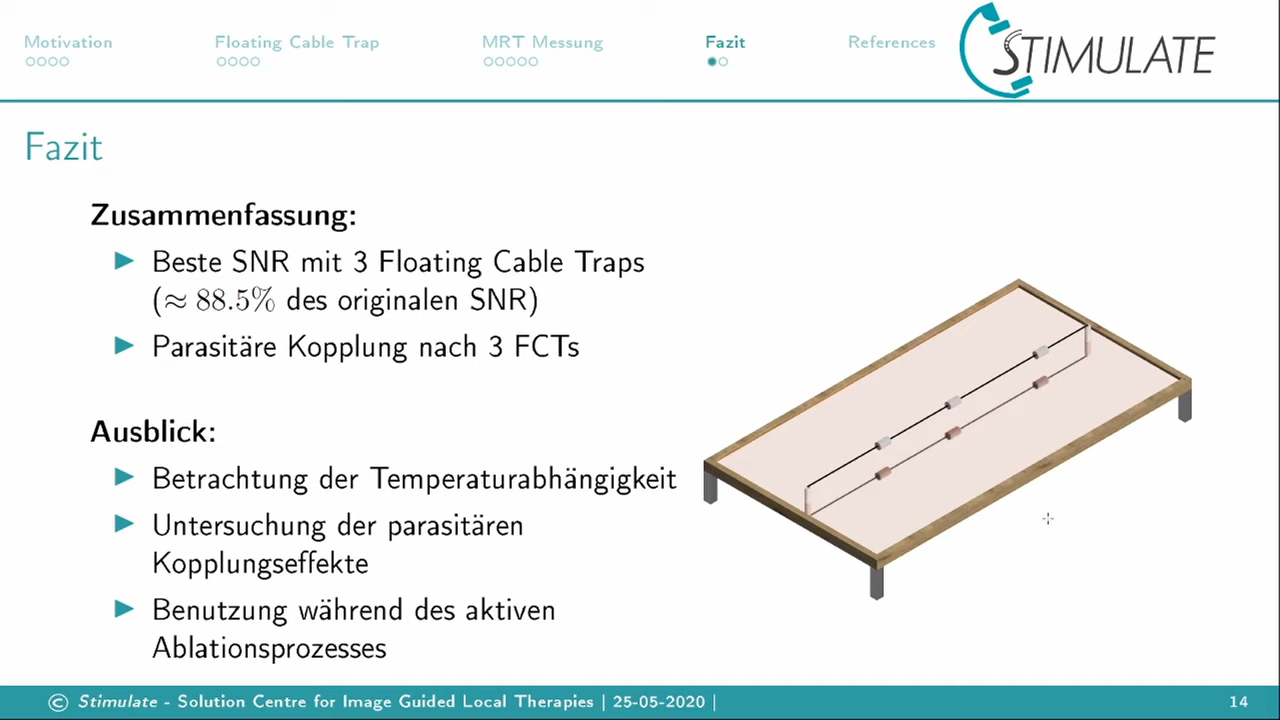 Motivation
Floating Cable Trap
MRT Messung
Fazit
References
STIMULATE
Fazit
Zusammenfassung:
Beste SNR mit 3 Floating Cable Traps
(≈ 88.5% des originalen SNR)
Parasitäre Kopplung nach 3 FCTs
Ausblick:
Betrachtung der Temperaturabhängigkeit
Untersuchung der parasitären
Kopplungseffekte
Benutzung während des aktiven
Ablationsprozesses
© Stimulate - Solution Centre for Image Guided Local Therapies | 25-05-2020 |
14